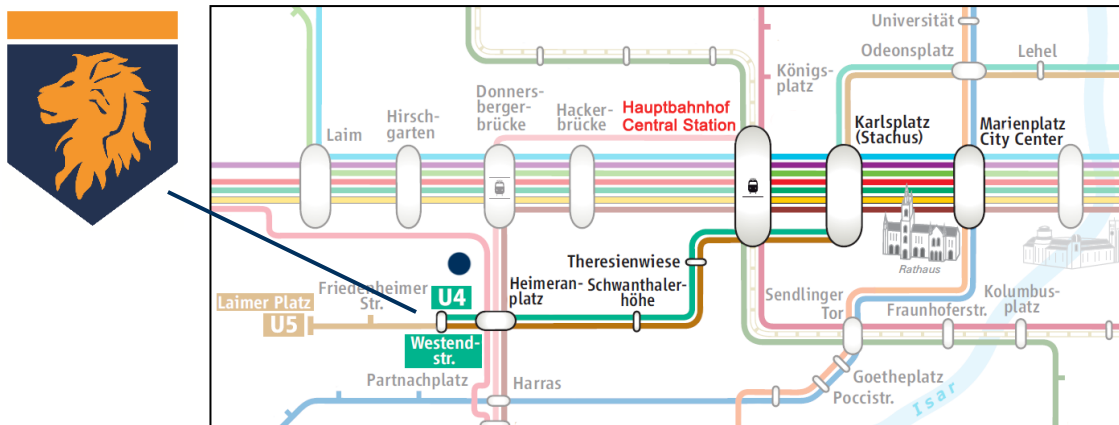 Universität
Odeonsplatz
Lehel
Königs-
platz
Donners-
berger-
brücke
Hacker-
brücke
Hauptbahnhof
Central Station
Hirsch-
garten
Laim
Karlsplatz
(Stachus)
Marienplatz
City Center
Rathaus
Theresienwiese
Heimeran-
platz
Schwanthaler-
höhe
Friedenheimer
Str.
U4
Laimer Platz
U5
Westend-
str.
Sendlinger
Tor
Fraunhoferstr.
Kolumbus-
platz
Partnachplatz
Harras
Goetheplatz
Poccistr.
Isar